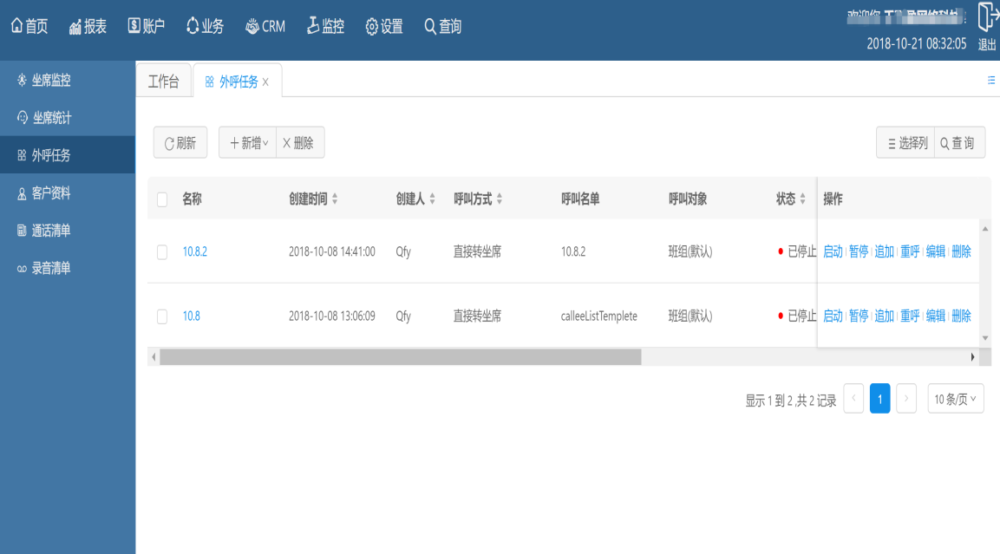 首页 报表 账户 业务 CRM 监控 设置 查询
欢迎您
2018-10-21 08:32:05 退出
坐席监控
坐席统计
外呼任务
客户资料
通话清单
录音清单
工作台 外呼任务
刷新 新增 删除 选择列 查 询
名称 创建时间 创建人 呼叫方式 呼叫名单 呼叫对象 状态 操作
10.8.2 2018-10-08 14:41:00 Qfy 直接转坐席 10.8.2 班组(默认) 已停止 启动 暂停 追加 重呼 编辑 删除
10.8 2018-10-08 13:06:09 Qfy 直接转坐席 calleeListTemplete 班组(默认) 已停止 启动 暂停 追加 重呼 编辑 删除
显示 1 到 2 ,共 2 记录 1 10 条/页